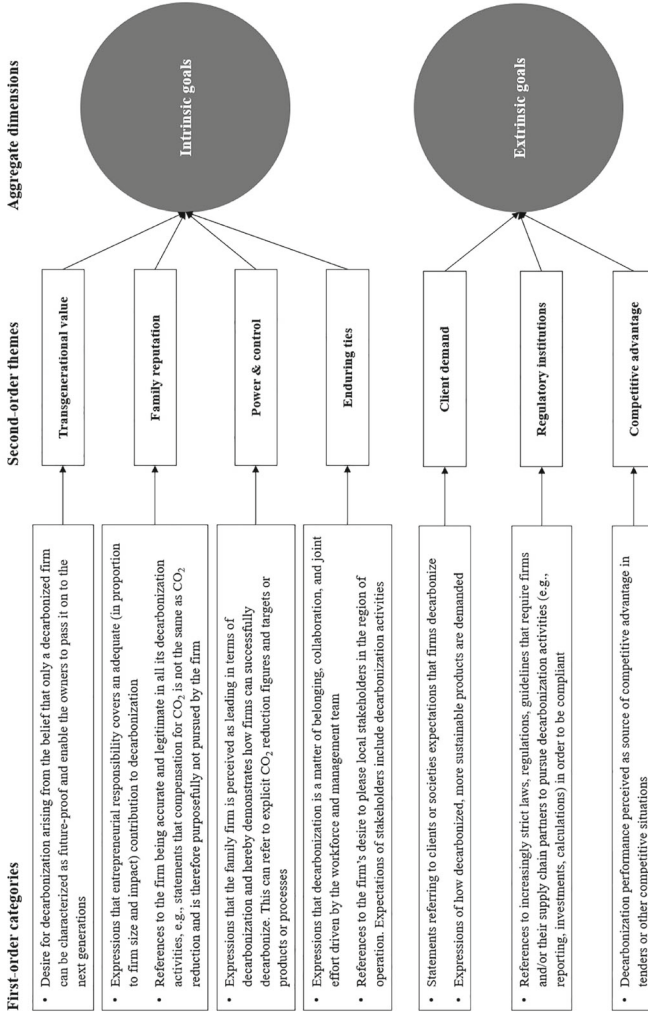 First-order categories
Second-order themes
Aggregate dimensions
• Desire for decarbonization arising from the belief that only a decarbonized firm
can be characterized as future-proof and enable the owners to pass it on to the
next generations
Transgenerational value
• Expressions that entrepreneurial responsibility covers an adequate (in proportion
to firm size and impact) contribution to decarbonization
• References to the firm being accurate and legitimate in all its decarbonization
activities, e.g., statements that compensation for CO₂ is not the same as CO₂
reduction and is therefore purposefully not pursued by the firm
Family reputation
• Expressions that the family firm is perceived as leading in terms of
decarbonization and hereby demonstrates how firms can successfully
decarbonize. This can refer to explicit CO₂ reduction figures and targets or
products or processes
Power & control
• Expressions that decarbonization is a matter of belonging, collaboration, and joint
effort driven by the workforce and management team
• References to the firm's desire to please local stakeholders in the region of
operation. Expectations of stakeholders include decarbonization activities
Enduring ties
Intrinsic goals
• Statements referring to clients or societies expectations that firms decarbonize
• Expressions of how decarbonized, more sustainable products are demanded
Client demand
• References to increasingly strict laws, regulations, guidelines that require firms
and/or their supply chain partners to pursue decarbonization activities (e.g.,
reporting, investments, calculations) in order to be compliant
Regulatory institutions
• Decarbonization performance perceived as source of competitive advantage in
tenders or other competitive situations
Competitive advantage
Extrinsic goals